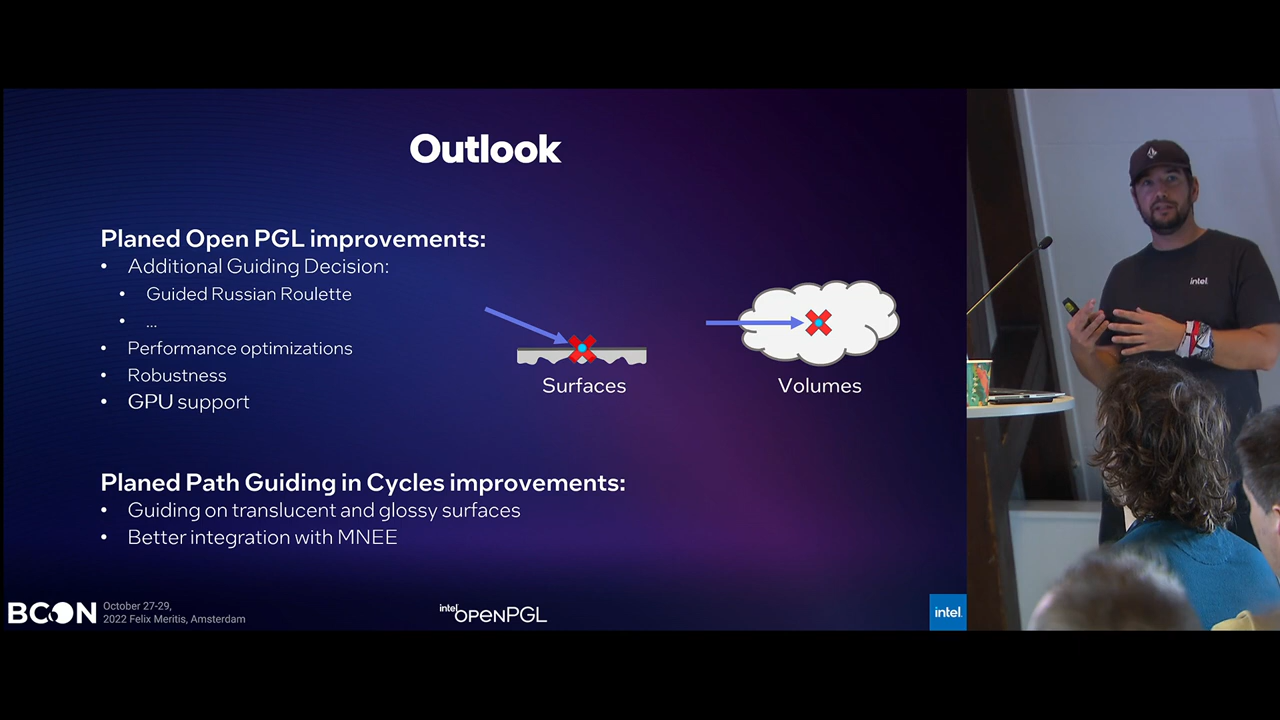 Outlook
Planed Open PGL improvements:
• Additional Guiding Decision:
• Guided Russian Roulette
• ...
• Performance optimizations
• Robustness
• GPU support
Surfaces
Volumes
Planed Path Guiding in Cycles improvements:
• Guiding on translucent and glossy surfaces
• Better integration with MNEE
BCON
October 27-29,
2022 Felix Meritis, Amsterdam
intel OpenPGL
intel.
intel.